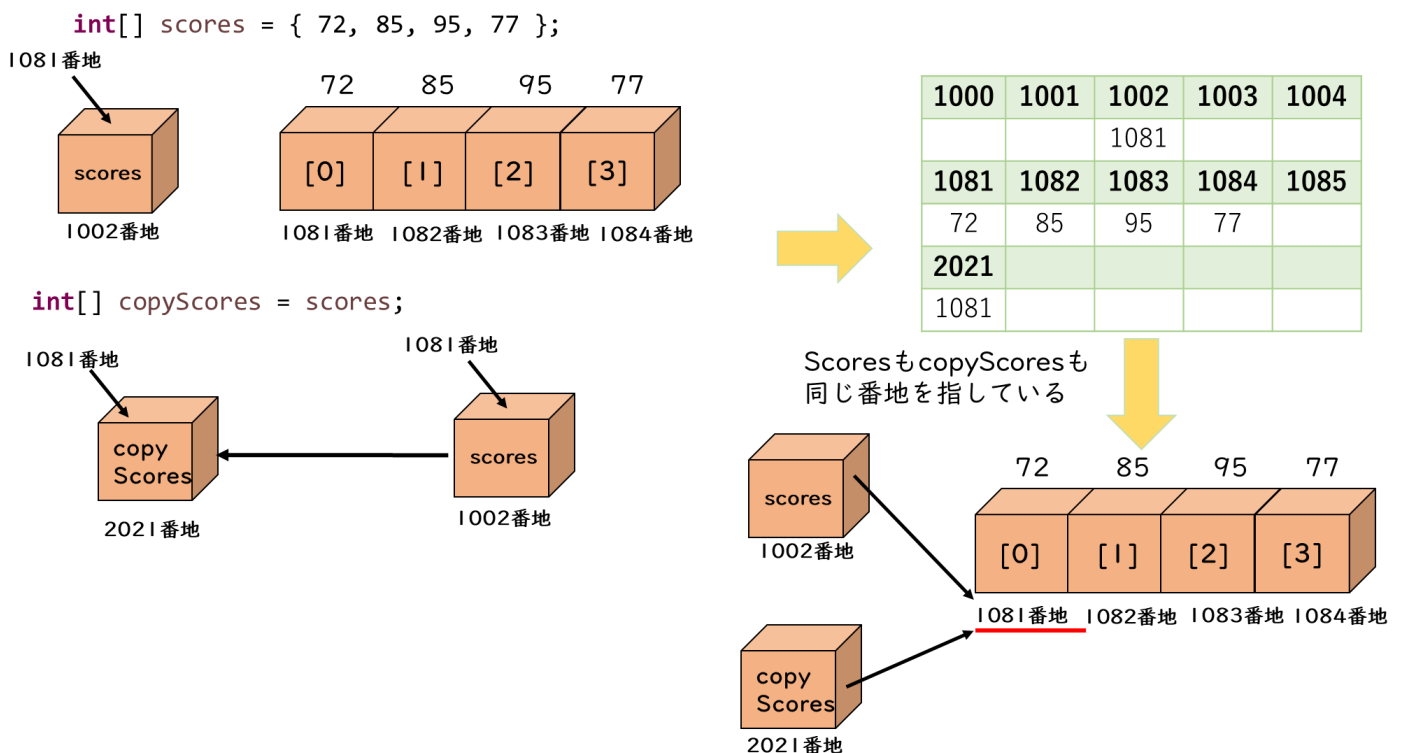 int[] scores = { 72, 85, 95, 77 };
1081番地
72 85 95 77
scores
[0] [1] [2] [3]
1002番地
1081番地 1082番地 1083番地 1084番地
int[] copyScores = scores;
1081番地
1081番地
copy
Scores
scores
2021番地
1002番地
1000 1001 1002 1003 1004
1081
1081 1082 1083 1084 1085
72 85 95 77
2021
1081
ScoresもcopyScoresも
同じ番地を指している
72 85 95 77
scores
[0] [1] [2] [3]
1002番地
1081番地 1082番地 1083番地 1084番地
copy
Scores
2021番地